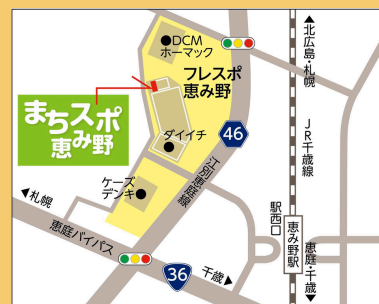 ▲北広島・札幌
DCM
ホーマック
フレスポ
恵み野
まちスポ
恵み野
ダイイチ
46
JR千歳線
江別恵庭線
ケーズ
デンキ
◀札幌
恵庭バイパス
36
千歳▶
駅西口
恵み野駅
恵庭・千歳▼